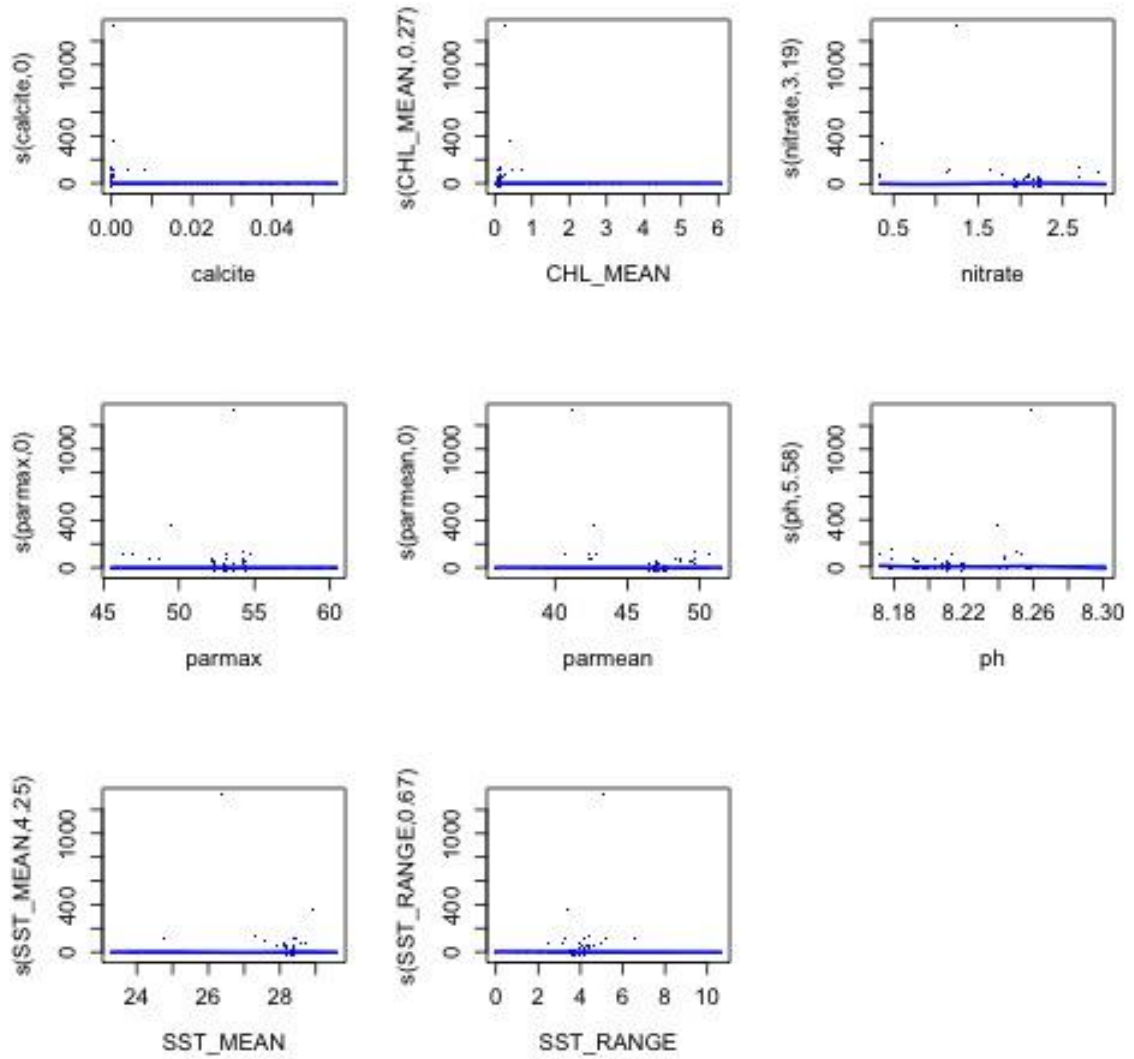 s(calcite,0)
0 400 1000
0.00 0.02 0.04
calcite
s(CHL_MEAN,0.27)
0 400 1000
0 1 2 3 4 5 6
CHL_MEAN
s(nitrate,3.19)
0 400 1000
0.5 1.5 2.5
nitrate
s(parmax,0)
0 400 1000
45 50 55 60
parmax
s(parmean,0)
0 400 1000
40 45 50
parmean
s(ph,5.58)
0 400 1000
8.18 8.22 8.26 8.30
ph
s(SST_MEAN,4.25)
0 400 1000
24 26 28
SST_MEAN
s(SST_RANGE,0.67)
0 400 1000
0 2 4 6 8 10
SST_RANGE